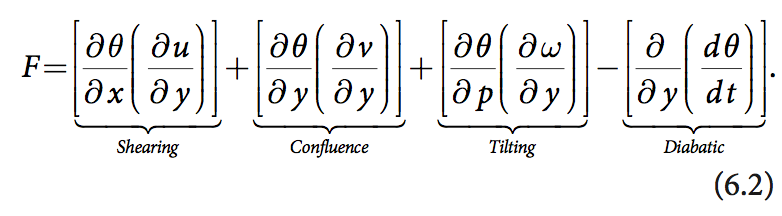 F=[∂θ/∂x(∂u/∂y)]+[∂θ/∂y(∂v/∂y)]+[∂θ/∂p(∂ω/∂y)]−[∂/∂y(dθ/dt)].
Shearing Confluence Tilting Diabatic
(6.2)